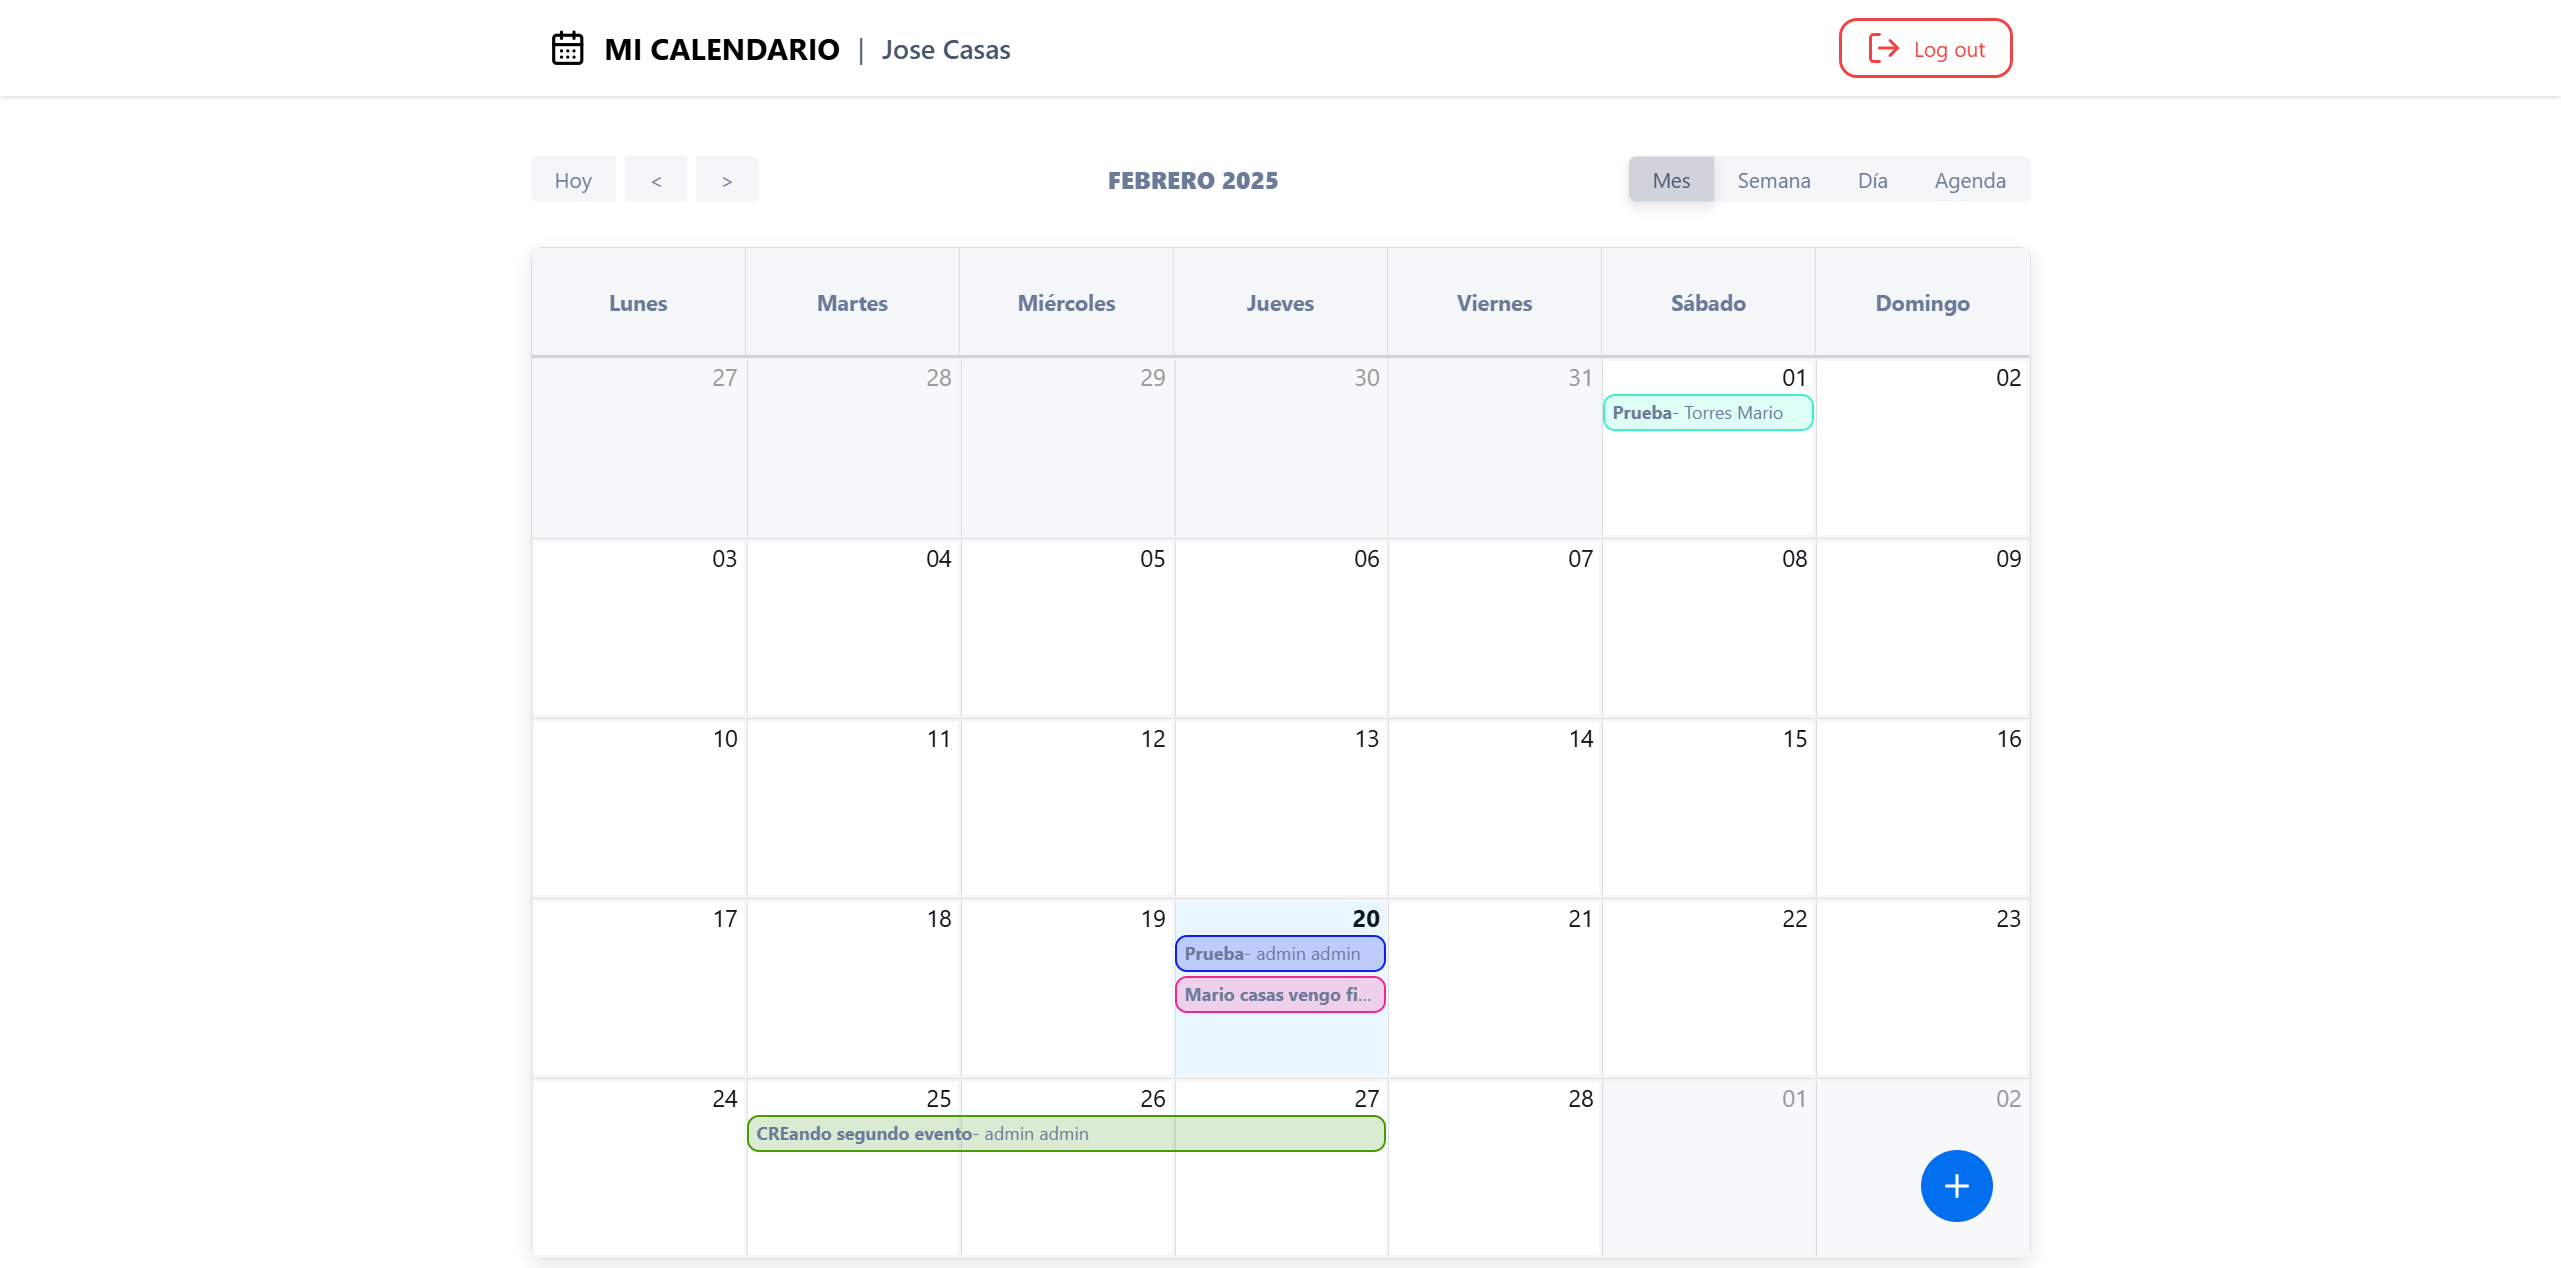 MI CALENDARIO | Jose Casas
Log out
Hoy < >
FEBRERO 2025
Mes Semana Día Agenda
Lunes Martes Miércoles Jueves Viernes Sábado Domingo
27 28 29 30 31 01 02
Prueba- Torres Mario
03 04 05 06 07 08 09
10 11 12 13 14 15 16
17 18 19 20 21 22 23
Prueba- admin admin
Mario casas vengo fi...
24 25 26 27 28 01 02
CREando segundo evento- admin admin
+